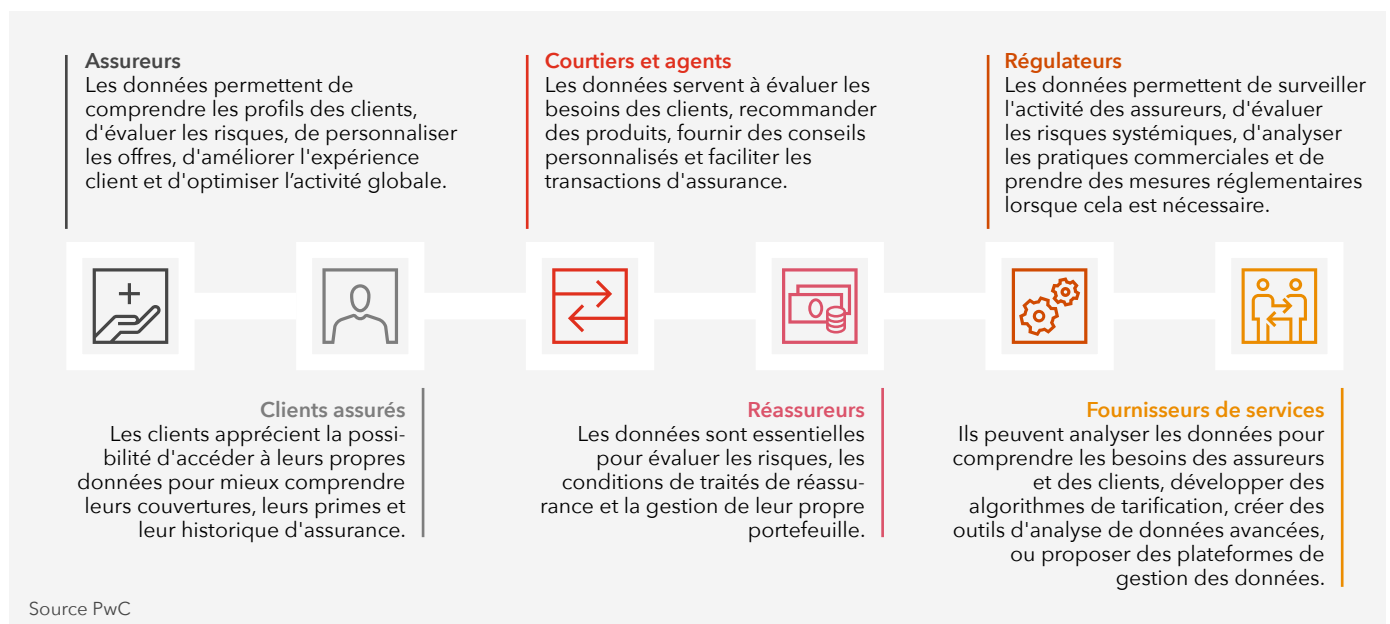 Assureurs
Les données permettent de
comprendre les profils des clients,
d'évaluer les risques, de personnaliser
les offres, d'améliorer l'expérience
client et d'optimiser l’activité globale.
Courtiers et agents
Les données servent à évaluer les
besoins des clients, recommander
des produits, fournir des conseils
personnalisés et faciliter les
transactions d'assurance.
Régulateurs
Les données permettent de surveiller
l'activité des assureurs, d'évaluer
les risques systémiques, d'analyser
les pratiques commerciales et de
prendre des mesures réglementaires
lorsque cela est nécessaire.
Clients assurés
Les clients apprécient la possi-
bilité d'accéder à leurs propres
données pour mieux comprendre
leurs couvertures, leurs primes et
leur historique d'assurance.
Réassureurs
Les données sont essentielles
pour évaluer les risques, les
conditions de traités de réassu-
rance et la gestion de leur propre
portefeuille.
Fournisseurs de services
Ils peuvent analyser les données pour
comprendre les besoins des assureurs
et des clients, développer des
algorithmes de tarification, créer des
outils d'analyse de données avancées,
ou proposer des plateformes de
gestion des données.
Source PwC